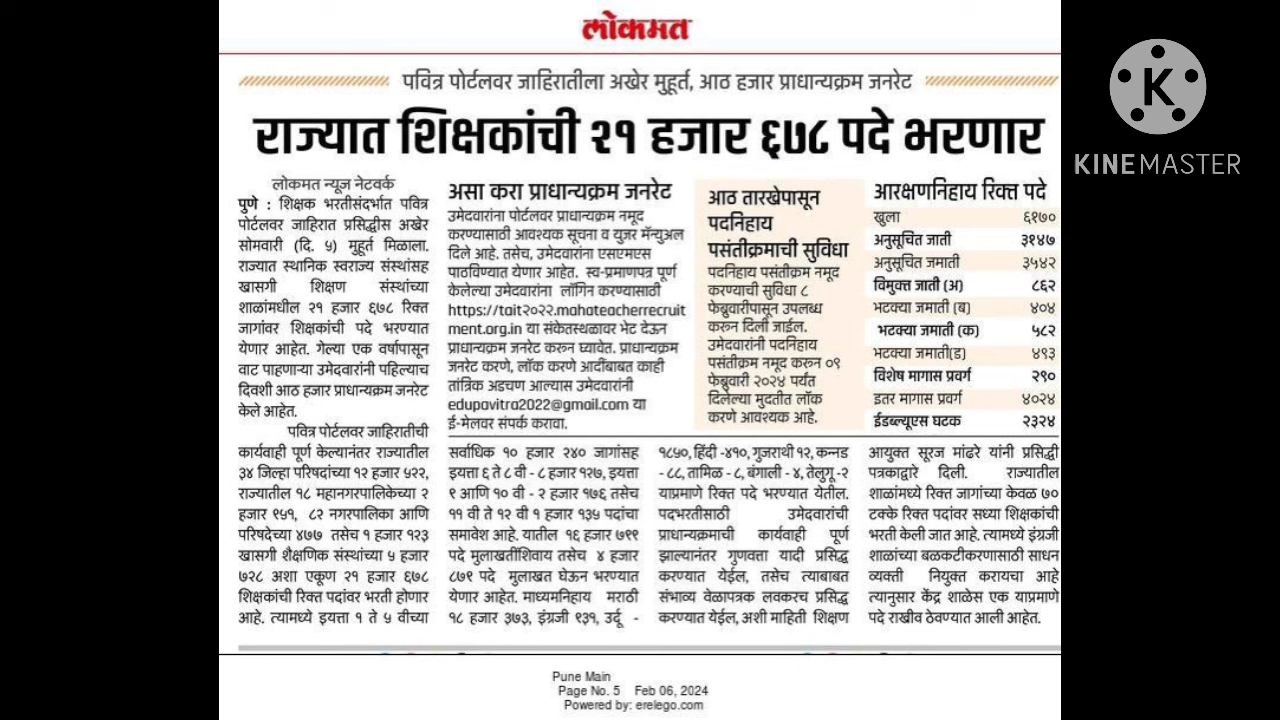 लोकमत
पवित्र पोर्टलवर जाहिरातीला अखेर मुहूर्त, आठ हजार प्राधान्यक्रम जनरेट
राज्यात शिक्षकांची २१ हजार ६७८ पदे भरणार
लोकमत न्यूज नेटवर्क
पुणे : शिक्षक भरतीसंदर्भात पवित्र
पोर्टलवर जाहिरात प्रसिद्धीस अखेर
सोमवारी (दि. ५) मुहूर्त मिळाला.
राज्यात स्थानिक स्वराज्य संस्थांसह
खासगी शिक्षण संस्थांच्या
शाळांमधील २१ हजार ६७८ रिक्त
जागांवर शिक्षकांची पदे भरण्यात
येणार आहेत. गेल्या एक वर्षापासून
वाट पाहणाऱ्या उमेदवारांनी पहिल्याच
दिवशी आठ हजार प्राधान्यक्रम जनरेट
केले आहेत.
पवित्र पोर्टलवर जाहिरातीची
कार्यवाही पूर्ण केल्यानंतर राज्यातील
३४ जिल्हा परिषदांच्या १२ हजार ५२२,
राज्यातील १८ महानगरपालिकेच्या २
हजार ९५१, ८२ नगरपालिका आणि
परिषदेच्या ४७७ तसेच १ हजार १२३
खासगी शैक्षणिक संस्थांच्या ५ हजार
७२८ अशा एकूण २१ हजार ६७८
शिक्षकांची रिक्त पदांवर भरती होणार
आहे. त्यामध्ये इयत्ता १ ते ५ वीच्या
असा करा प्राधान्यक्रम जनरेट
उमेदवारांना पोर्टलवर प्राधान्यक्रम नमूद
करण्यासाठी आवश्यक सूचना व युजर मॅन्युअल
दिले आहे. तसेच, उमेदवारांना एसएमएस
पाठविण्यात येणार आहेत. स्व-प्रमाणपत्र पूर्ण
केलेल्या उमेदवारांना लॉगिन करण्यासाठी
https://tait२०२२.mahateacherrecruit
ment.org.in या संकेतस्थळावर भेट देऊन
प्राधान्यक्रम जनरेट करून घ्यावेत. प्राधान्यक्रम
जनरेट करणे, लॉक करणे आदींबाबत काही
तांत्रिक अडचण आल्यास उमेदवारांनी
edupavitra2022@gmail.com या
ई-मेलवर संपर्क करावा.
आठ तारखेपासून
पदनिहाय
पसंतीक्रमाची सुविधा
पदनिहाय पसंतीक्रम नमूद
करण्याची सुविधा ८
फेब्रुवारीपासून उपलब्ध
करून दिली जाईल.
उमेदवारांनी पदनिहाय
पसंतीक्रम नमूद करून ०९
फेब्रुवारी २०२४ पर्यंत
दिलेल्या मुदतीत लॉक
करणे आवश्यक आहे.
आरक्षणनिहाय रिक्त पदे
खुला ६१७०
अनुसूचित जाती ३१४७
अनुसूचित जमाती ३५४२
विमुक्त जाती (अ) ८६२
भटक्या जमाती (ब) ४०४
भटक्या जमाती (क) ५८२
भटक्या जमाती(ड) ४९३
विशेष मागास प्रवर्ग २९०
इतर मागास प्रवर्ग ४०२४
ईडब्ल्यूएस घटक २३२४
सर्वाधिक १० हजार २४० जागांसह
इयत्ता ६ ते ८ वी - ८ हजार १२७, इयत्ता
९ आणि १० वी - २ हजार १७६ तसेच
११ वी ते १२ वी १ हजार १३५ पदांचा
समावेश आहे. यातील १६ हजार ७९९
पदे मुलाखतींशिवाय तसेच ४ हजार
८७९ पदे मुलाखत घेऊन भरण्यात
येणार आहेत. माध्यमनिहाय मराठी
१८ हजार ३७३, इंग्रजी ९३१, उर्दू -
१८५०, हिंदी -४१०, गुजराथी १२, कन्नड
- ८८, तामिळ - ८, बंगाली - ४, तेलुगू -२
याप्रमाणे रिक्त पदे भरण्यात येतील.
पदभरतीसाठी उमेदवारांची
प्राधान्यक्रमाची कार्यवाही पूर्ण
झाल्यानंतर गुणवत्ता यादी प्रसिद्ध
करण्यात येईल, तसेच त्याबाबत
संभाव्य वेळापत्रक लवकरच प्रसिद्ध
करण्यात येईल, अशी माहिती शिक्षण
आयुक्त सूरज मांढरे यांनी प्रसिद्धी
पत्रकाद्वारे दिली. राज्यातील
शाळांमध्ये रिक्त जागांच्या केवळ ७०
टक्के रिक्त पदांवर सध्या शिक्षकांची
भरती केली जात आहे. त्यामध्ये इंग्रजी
शाळांच्या बळकटीकरणासाठी साधन
व्यक्ती नियुक्त करायचा आहे
त्यानुसार केंद्र शाळेस एक याप्रमाणे
पदे राखीव ठेवण्यात आली आहेत.
Pune Main
Page No. 5 Feb 06, 2024
Powered by: erelego.com
K
KINEMASTER